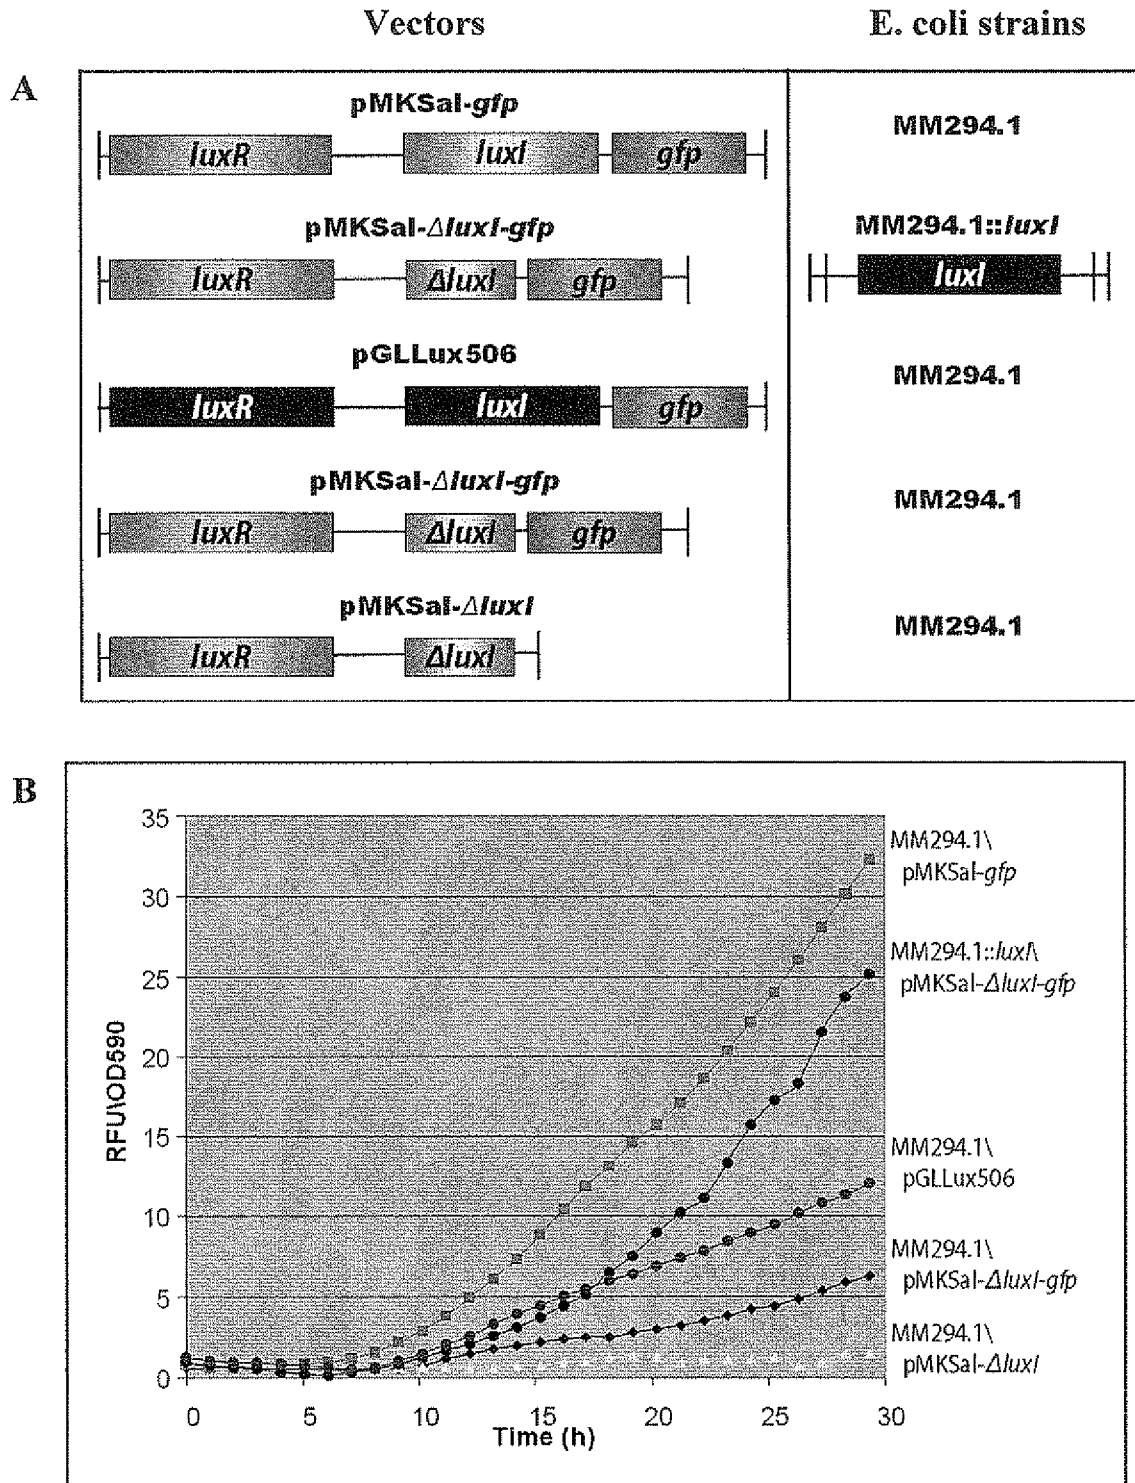 Vectors E. coli strains
A
pMKSal-gfp MM294.1
luxR luxI gfp
pMKSal-ΔluxI-gfp MM294.1::luxI
luxR ΔluxI gfp luxI
pGLLux506 MM294.1
luxR luxI gfp
pMKSal-ΔluxI-gfp MM294.1
luxR ΔluxI gfp
pMKSal-ΔluxI MM294.1
luxR ΔluxI
B
RFU\OD590
35
30
25
20
15
10
5
0
0 5 10 15 20 25 30
Time (h)
MM294.1\
pMKSal-gfp
MM294.1::luxI\
pMKSal-ΔluxI-gfp
MM294.1\
pGLLux506
MM294.1\
pMKSal-ΔluxI-gfp
MM294.1\
pMKSal-ΔluxI